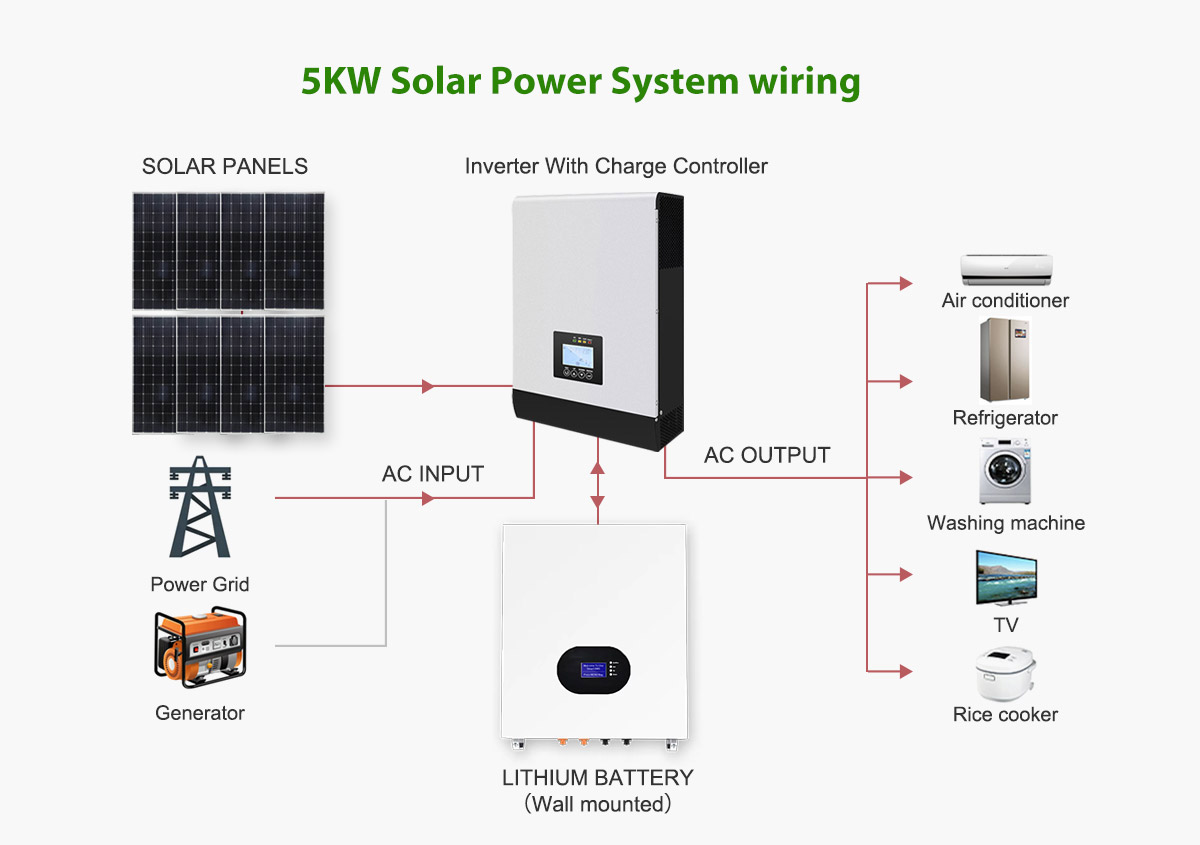 5KW Solar Power System wiring
SOLAR PANELS
Inverter With Charge Controller
Air conditioner
Refrigerator
AC OUTPUT
AC INPUT
Washing machine
Power Grid
TV
Generator
Rice cooker
LITHIUM BATTERY
(Wall mounted)